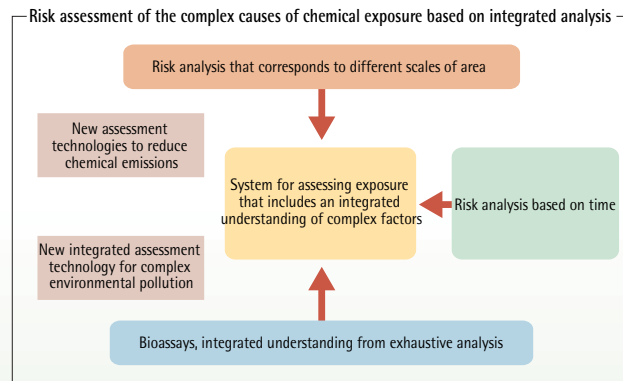 Risk assessment of the complex causes of chemical exposure based on integrated analysis
Risk analysis that corresponds to different scales of area
New assessment
technologies to reduce
chemical emissions
System for assessing exposure
that includes an integrated
understanding of complex factors
Risk analysis based on time
New integrated assessment
technology for complex
environmental pollution
Bioassays, integrated understanding from exhaustive analysis